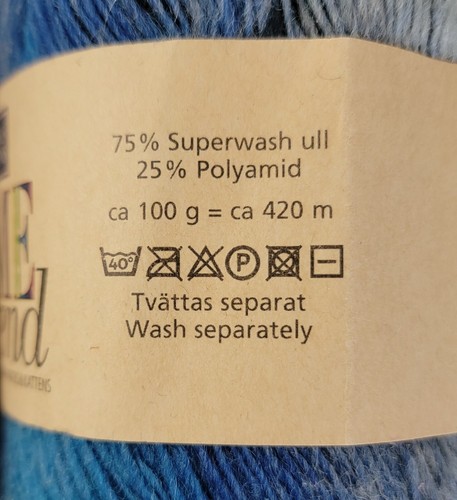 75% Superwash ull
25% Polyamid
ca 100 g = ca 420 m
40° P
Tvättas separat
Wash separately